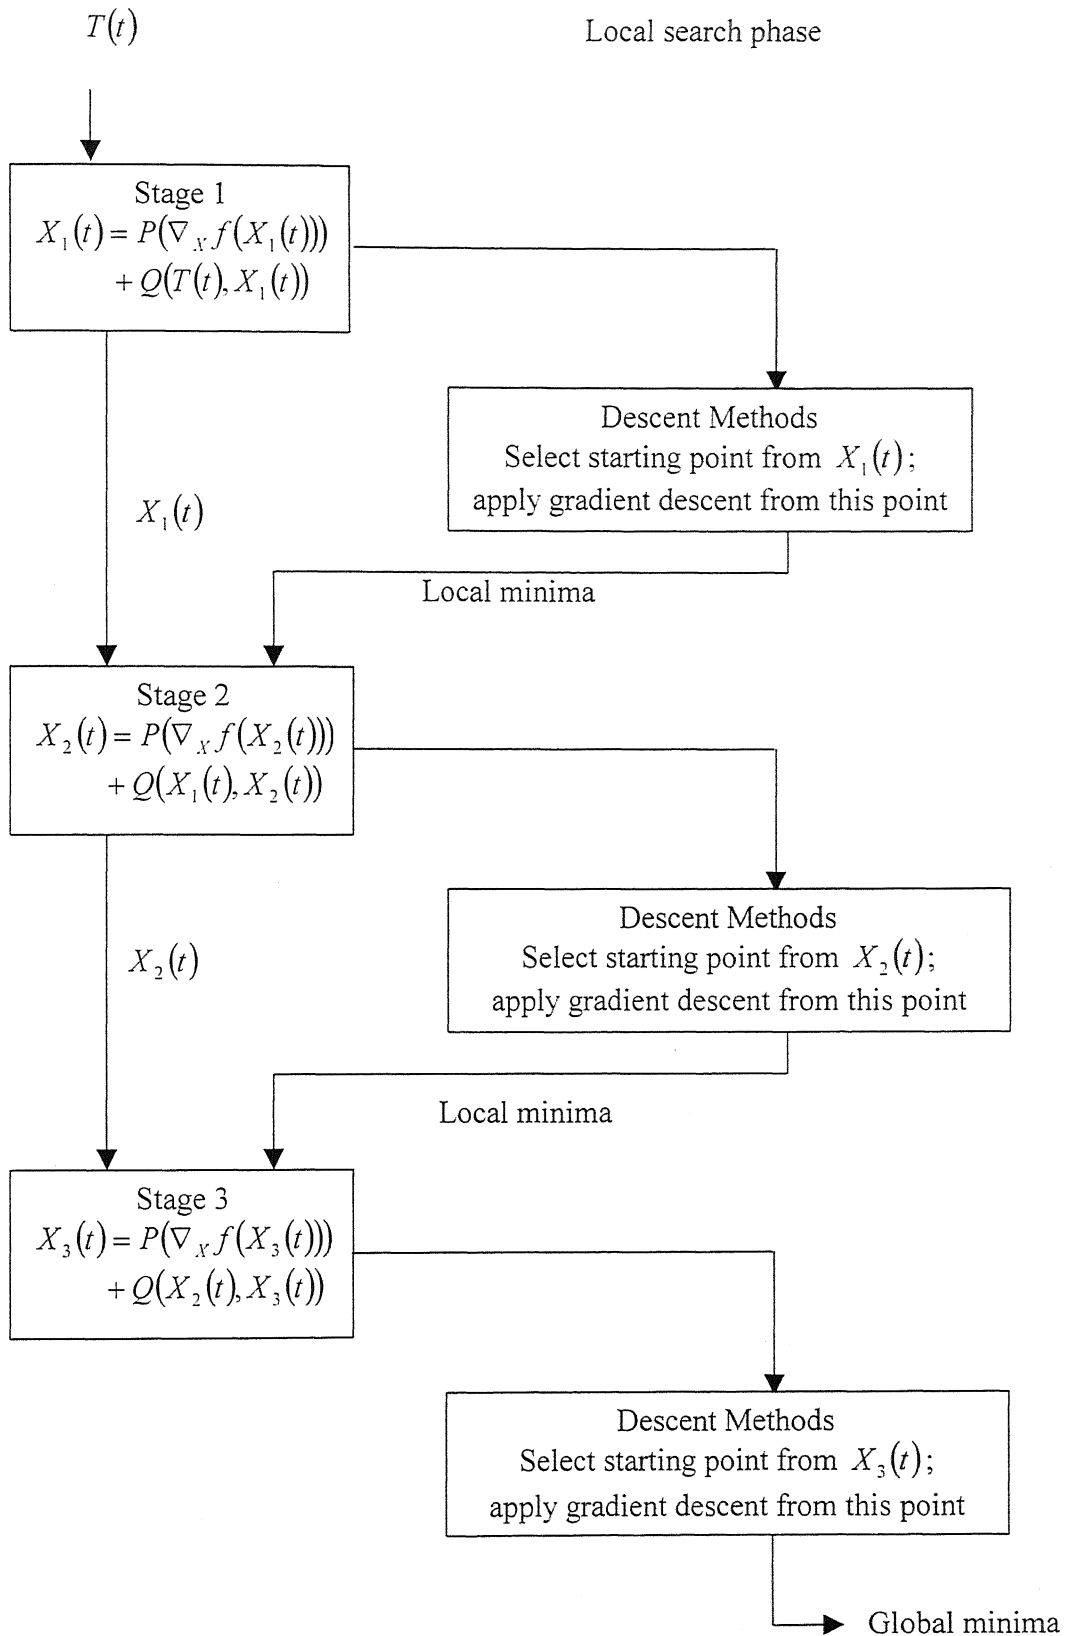 T(t)
Local search phase
Stage 1
X₁(t) = P(∇ₓ f(X₁(t)))
+ Q(T(t), X₁(t))
Descent Methods
Select starting point from X₁(t);
apply gradient descent from this point
X₁(t)
Local minima
Stage 2
X₂(t) = P(∇ₓ f(X₂(t)))
+ Q(X₁(t), X₂(t))
Descent Methods
Select starting point from X₂(t);
apply gradient descent from this point
X₂(t)
Local minima
Stage 3
X₃(t) = P(∇ₓ f(X₃(t)))
+ Q(X₂(t), X₃(t))
Descent Methods
Select starting point from X₃(t);
apply gradient descent from this point
Global minima